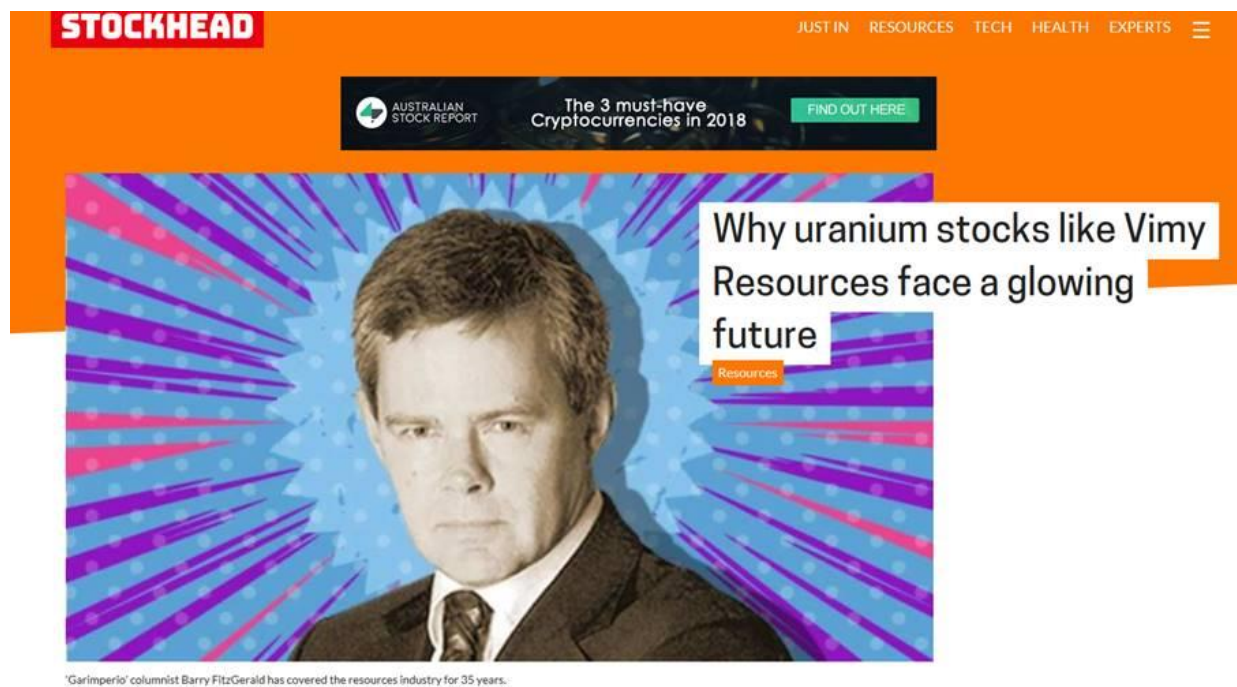 STOCKHEAD
JUST IN RESOURCES TECH HEALTH EXPERTS
AUSTRALIAN
STOCK REPORT
The 3 must-have
Cryptocurrencies in 2018
FIND OUT HERE
Why uranium stocks like Vimy
Resources face a glowing
future
Resources
'Garimperio' columnist Barry FitzGerald has covered the resources industry for 35 years.